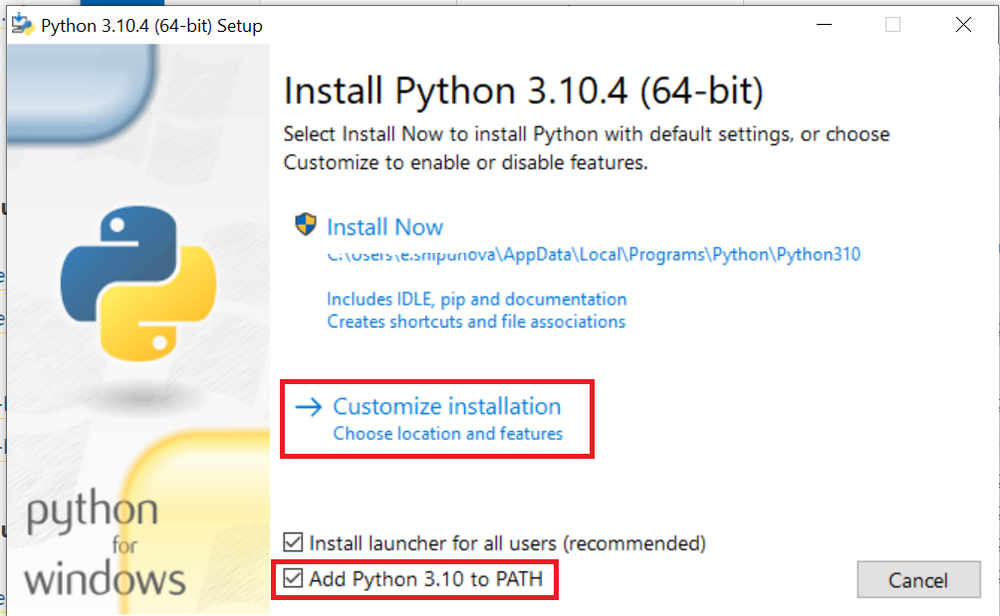 Python 3.10.4 (64-bit) Setup
Install Python 3.10.4 (64-bit)
Select Install Now to install Python with default settings, or choose
Customize to enable or disable features.
Install Now
C:\Users\e.shipunova\AppData\Local\Programs\Python\Python310
Includes IDLE, pip and documentation
Creates shortcuts and file associations
Customize installation
Choose location and features
Install launcher for all users (recommended)
Add Python 3.10 to PATH
Cancel
python
for
windows